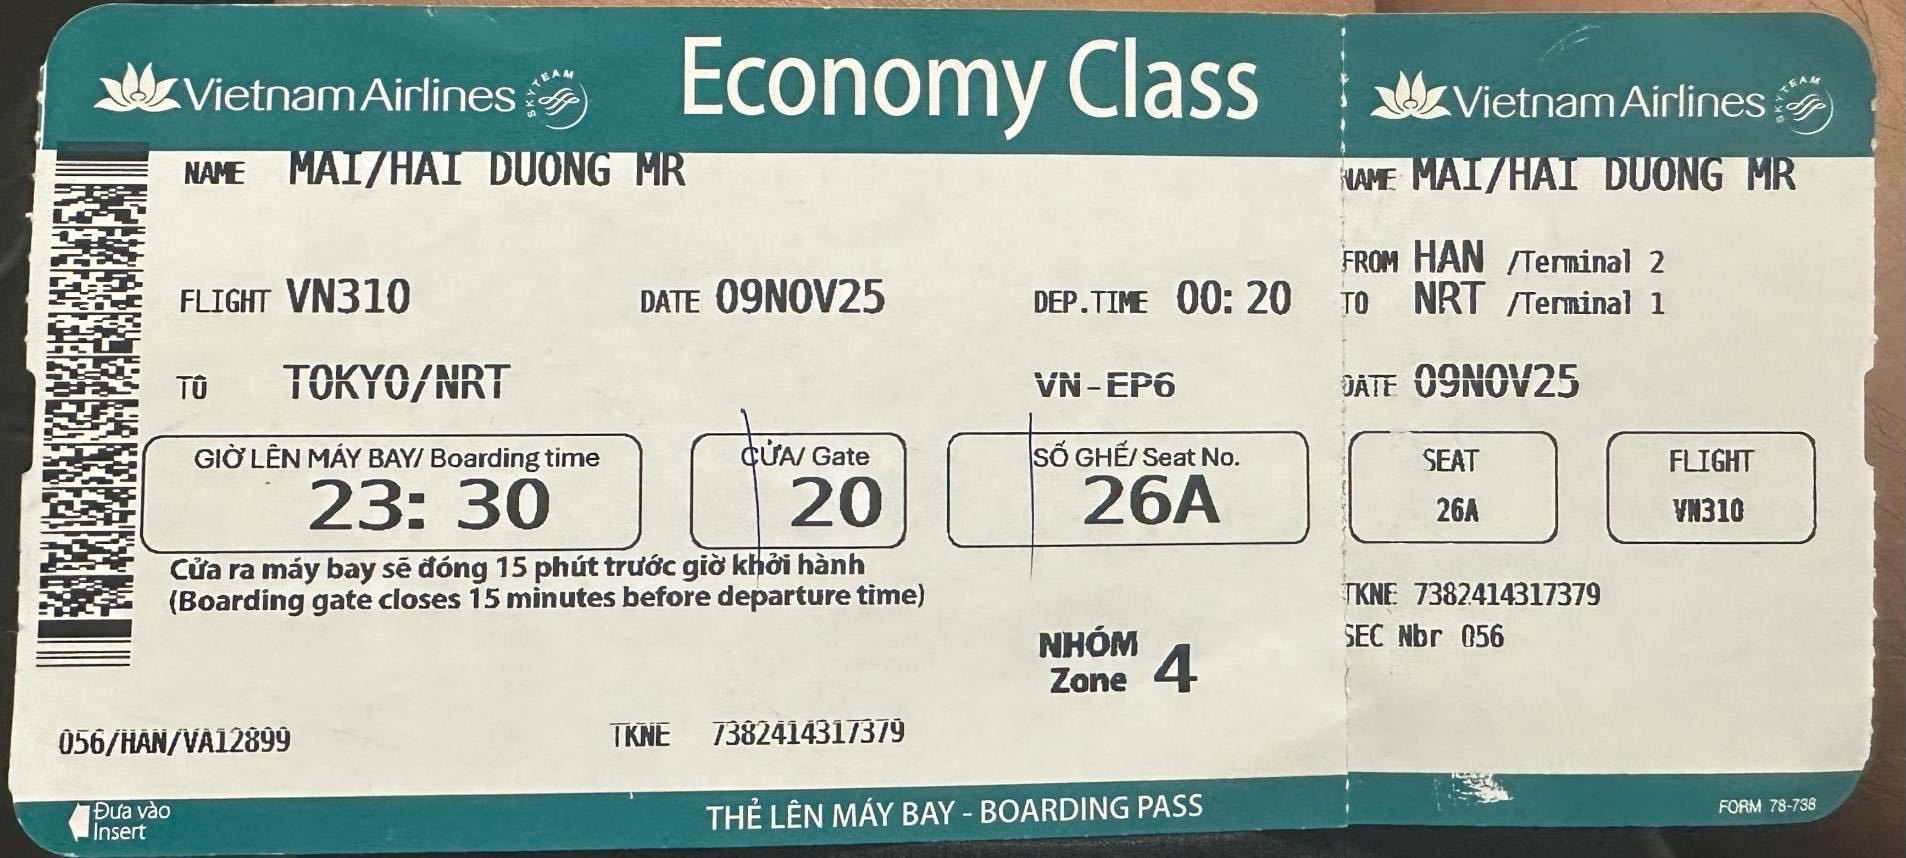 Vietnam Airlines SKYTEAM Economy Class
NAME MAI/HAI DUONG MR
FLIGHT VN310 DATE 09NOV25 DEP.TIME 00: 20
TO TOKYO/NRT VN-EP6
GIỜ LÊN MÁY BAY/ Boarding time
23: 30
CỬA/ Gate
20
SỐ GHẾ/ Seat No.
26A
Cửa ra máy bay sẽ đóng 15 phút trước giờ khởi hành
(Boarding gate closes 15 minutes before departure time)
NHÓM
Zone 4
056/HAN/VA12899 TKNE 7382414317379
Đưa vào
Insert
THẺ LÊN MÁY BAY - BOARDING PASS
Vietnam Airlines SKYTEAM
NAME MAI/HAI DUONG MR
FROM HAN /Terminal 2
TO NRT /Terminal 1
DATE 09NOV25
SEAT
26A
FLIGHT
VN310
TKNE 7382414317379
SEC Nbr 056
FORM 78-738